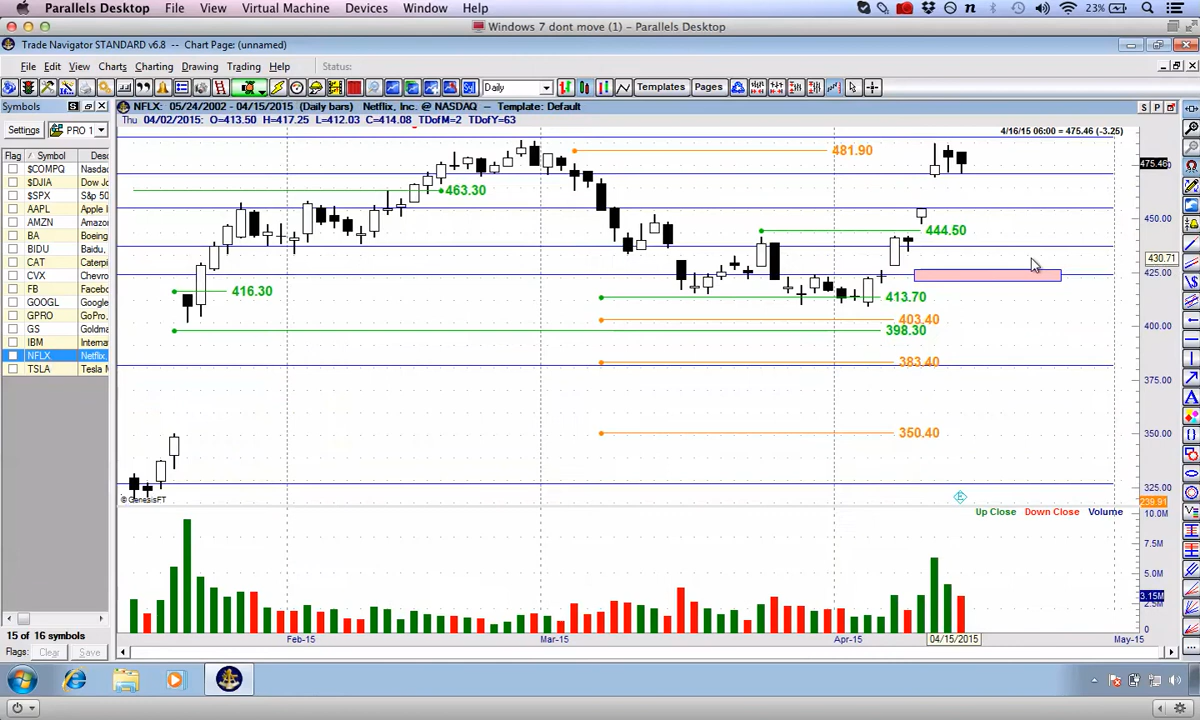 Parallels Desktop File View Virtual Machine Devices Window Help 23%
Windows 7 dont move (1) - Parallels Desktop
Trade Navigator STANDARD v6.8 -- Chart Page: (unnamed)
File Edit View Charts Charting Drawing Trading Help Status:
Daily Templates Pages
Symbols
NFLX: 05/24/2002 - 04/15/2015 (Daily bars) Netflix, Inc. @ NASDAQ -- Template: Default
S P
Thu 04/02/2015: O=413.50 H=417.25 L=412.03 C=414.08 TDofM=2 TDofY=63
Settings PRO 1
4/16/15 06:00 = 475.46 (-3.25)
Flag / Symbol Desc
$COMPQ Nasdaq
$DJIA Dow Jo
$SPX S&p 50
AAPL Apple I
AMZN Amazon
BA Boeing
BIDU Baidu,
CAT Caterpi
CVX Chevro
FB Facebo
GOOGL Google
GPRO GoPro,
GS Goldma
IBM Interna
NFLX Netflix,
TSLA Tesla M
481.90
463.30
444.50
416.30
413.70
403.40
398.30
383.40
350.40
475.46
450.00
430.71
425.00
400.00
375.00
350.00
325.00
239.91
© GenesisFT
E
Up Close Down Close Volume
10.0M
7.5M
5.0M
3.15M
2.5M
0
Feb-15 Mar-15 Apr-15 04/15/2015 May-15
15 of 16 symbols
Flags: Clear Save